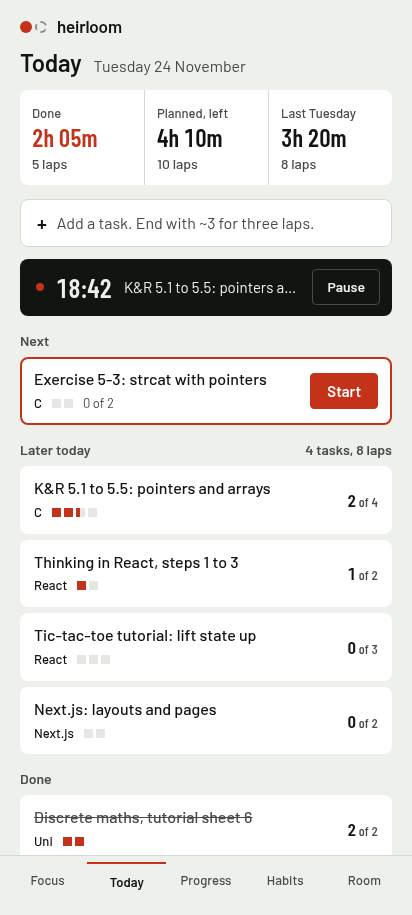 heirloom
Today Tuesday 24 November
Done Planned, left Last Tuesday
2h 05m 4h 10m 3h 20m
5 laps 10 laps 8 laps
+ Add a task. End with ~3 for three laps.
18:42 K&R 5.1 to 5.5: pointers a... Pause
Next
Exercise 5-3: strcat with pointers
C 0 of 2
Start
Later today 4 tasks, 8 laps
K&R 5.1 to 5.5: pointers and arrays
C
2 of 4
Thinking in React, steps 1 to 3
React
1 of 2
Tic-tac-toe tutorial: lift state up
React
0 of 3
Next.js: layouts and pages
Next.js
0 of 2
Done
Discrete maths, tutorial sheet 6
Uni
2 of 2
Focus Today Progress Habits Room